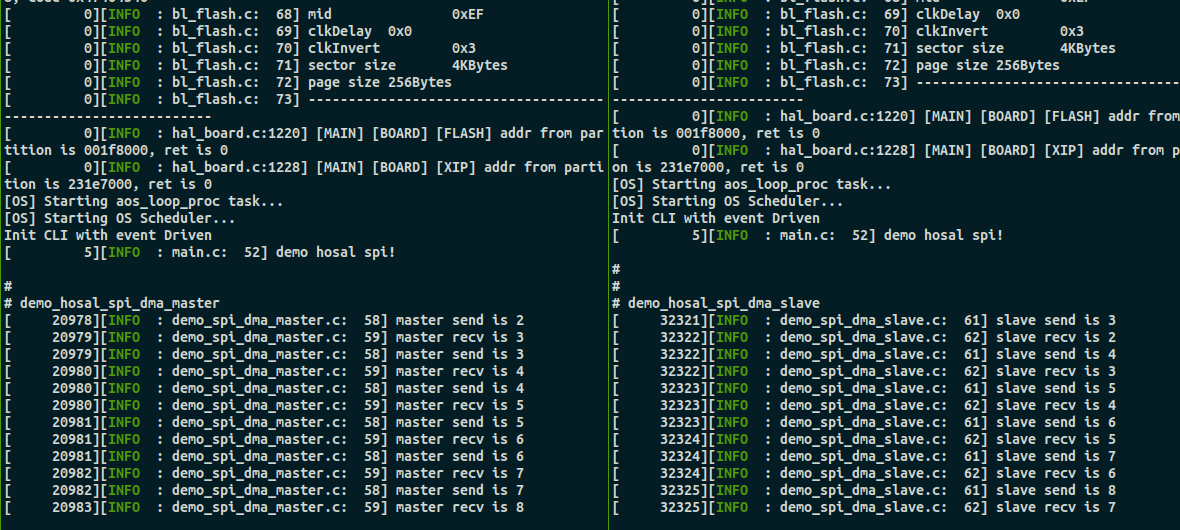 [         0][INFO  : bl_flash.c:  68] mid               0xEF
[         0][INFO  : bl_flash.c:  69] clkDelay  0x0
[         0][INFO  : bl_flash.c:  70] clkInvert         0x3
[         0][INFO  : bl_flash.c:  71] sector size       4KBytes
[         0][INFO  : bl_flash.c:  72] page size 256Bytes
[         0][INFO  : bl_flash.c:  73] -------------------------------------
--------------------------
[         0][INFO  : hal_board.c:1220] [MAIN] [BOARD] [FLASH] addr from par
tition is 001f8000, ret is 0
[         0][INFO  : hal_board.c:1228] [MAIN] [BOARD] [XIP] addr from parti
tion is 231e7000, ret is 0
[OS] Starting aos_loop_proc task...
[OS] Starting OS Scheduler...
Init CLI with event Driven
[         5][INFO  : main.c:  52] demo hosal spi!
#
# demo_hosal_spi_dma_master
[     20978][INFO  : demo_spi_dma_master.c:  58] master send is 2
[     20979][INFO  : demo_spi_dma_master.c:  59] master recv is 3
[     20979][INFO  : demo_spi_dma_master.c:  58] master send is 3
[     20980][INFO  : demo_spi_dma_master.c:  59] master recv is 4
[     20980][INFO  : demo_spi_dma_master.c:  58] master send is 4
[     20980][INFO  : demo_spi_dma_master.c:  59] master recv is 5
[     20981][INFO  : demo_spi_dma_master.c:  58] master send is 5
[     20981][INFO  : demo_spi_dma_master.c:  59] master recv is 6
[     20981][INFO  : demo_spi_dma_master.c:  58] master send is 6
[     20982][INFO  : demo_spi_dma_master.c:  59] master recv is 7
[     20982][INFO  : demo_spi_dma_master.c:  58] master send is 7
[     20983][INFO  : demo_spi_dma_master.c:  59] master recv is 8
[         0][INFO  : bl_flash.c:  69] clkDelay  0x0
[         0][INFO  : bl_flash.c:  70] clkInvert         0x3
[         0][INFO  : bl_flash.c:  71] sector size       4KBytes
[         0][INFO  : bl_flash.c:  72] page size 256Bytes
[         0][INFO  : bl_flash.c:  73] ---------------------------------
------------------------
[         0][INFO  : hal_board.c:1220] [MAIN] [BOARD] [FLASH] addr from
tition is 001f8000, ret is 0
[         0][INFO  : hal_board.c:1228] [MAIN] [BOARD] [XIP] addr from p
on is 231e7000, ret is 0
[OS] Starting aos_loop_proc task...
[OS] Starting OS Scheduler...
Init CLI with event Driven
[         5][INFO  : main.c:  52] demo hosal spi!
#
#
# demo_hosal_spi_dma_slave
[     32321][INFO  : demo_spi_dma_slave.c:  61] slave send is 3
[     32322][INFO  : demo_spi_dma_slave.c:  62] slave recv is 2
[     32322][INFO  : demo_spi_dma_slave.c:  61] slave send is 4
[     32322][INFO  : demo_spi_dma_slave.c:  62] slave recv is 3
[     32323][INFO  : demo_spi_dma_slave.c:  61] slave send is 5
[     32323][INFO  : demo_spi_dma_slave.c:  62] slave recv is 4
[     32323][INFO  : demo_spi_dma_slave.c:  61] slave send is 6
[     32324][INFO  : demo_spi_dma_slave.c:  62] slave recv is 5
[     32324][INFO  : demo_spi_dma_slave.c:  61] slave send is 7
[     32324][INFO  : demo_spi_dma_slave.c:  62] slave recv is 6
[     32325][INFO  : demo_spi_dma_slave.c:  61] slave send is 8
[     32325][INFO  : demo_spi_dma_slave.c:  62] slave recv is 7